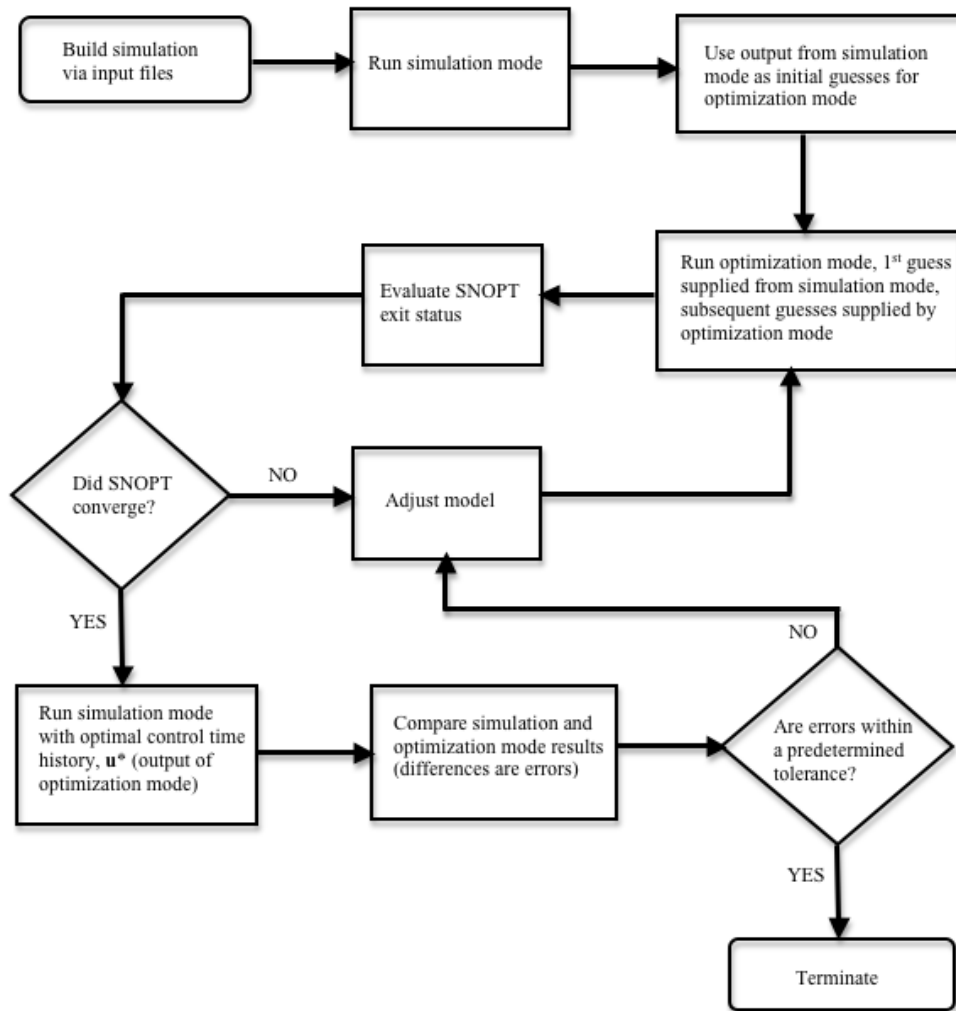 Build simulation
via input files
Run simulation mode
Use output from simulation
mode as initial guesses for
optimization mode
Run optimization mode, 1st guess
supplied from simulation mode,
subsequent guesses supplied by
optimization mode
Evaluate SNOPT
exit status
Did SNOPT
converge?
NO
Adjust model
YES
NO
Run simulation mode
with optimal control time
history, u* (output of
optimization mode)
Compare simulation and
optimization mode results
(differences are errors)
Are errors within
a predetermined
tolerance?
YES
Terminate